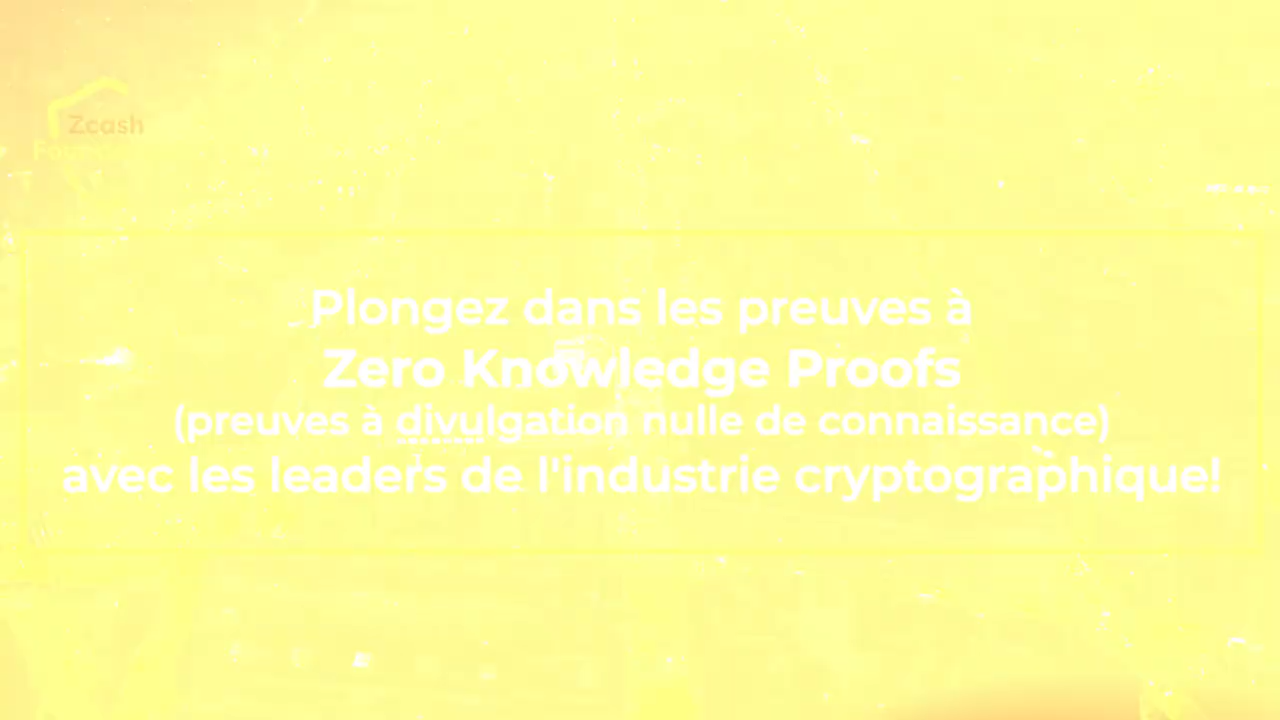 Zcash
Plongez dans les preuves à
Zero Knowledge Proofs
(preuves à divulgation nulle de connaissance)
avec les leaders de l'industrie cryptographique!